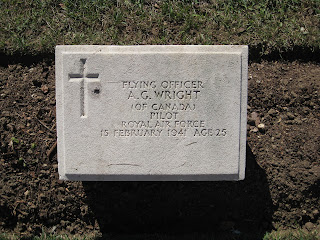 FLYING OFFICER
A.G. WRIGHT
(OF CANADA)
PILOT
ROYAL AIR FORCE
15 FEBRUARY 1941 AGE 25